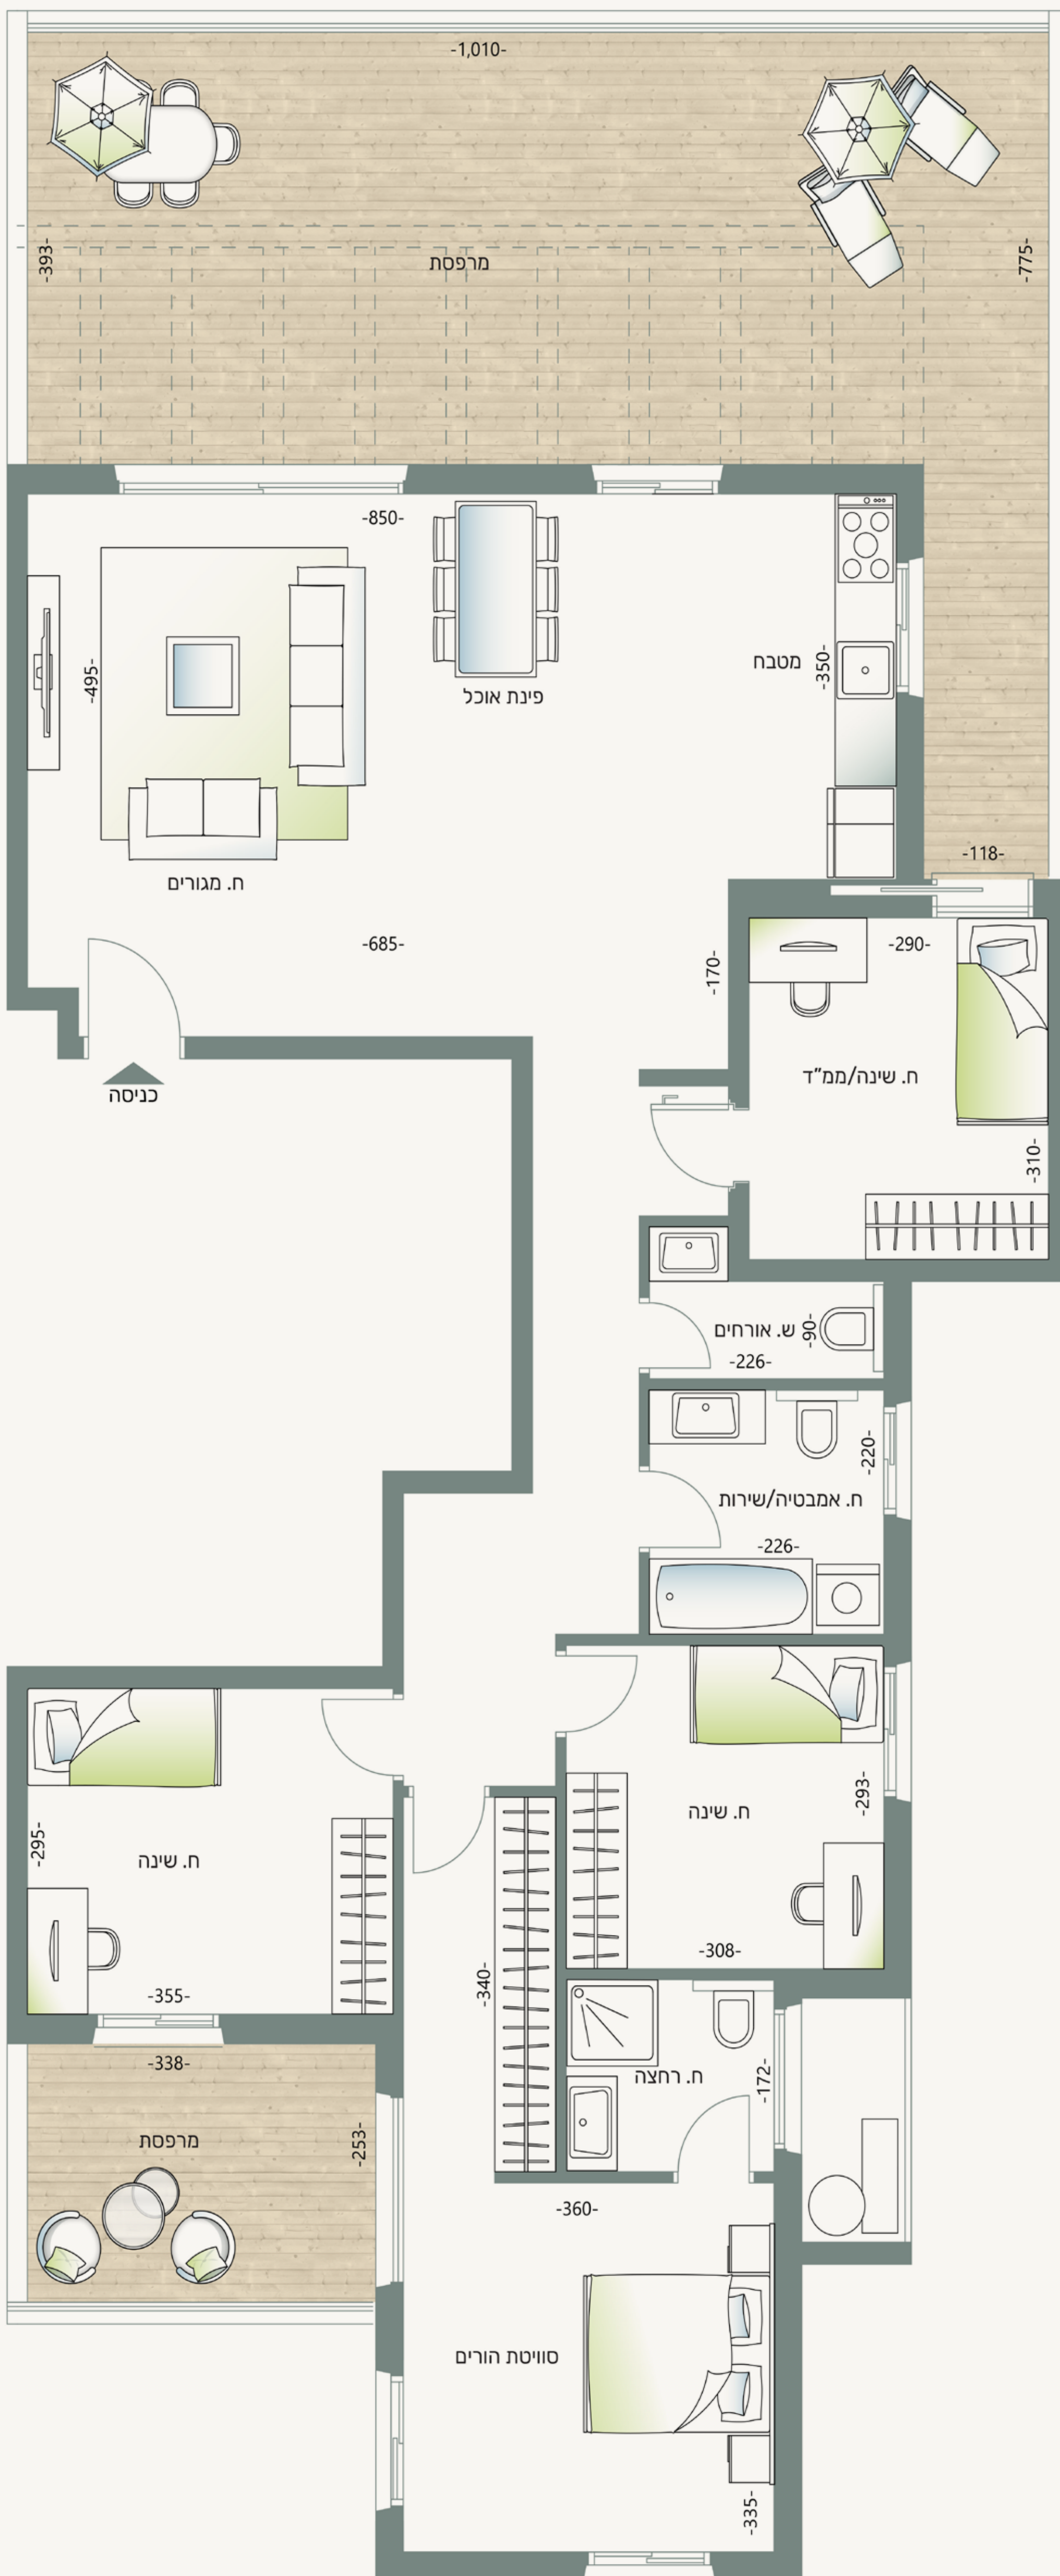 -1,010-
-393-
מרפסת
-775-
-850-
-495-
מטבח
-350-
פינת אוכל
-118-
ח. מגורים
-685-
-290-
-170-
ח. שינה/ממ"ד
כניסה
-310-
ש. אורחים
-90-
-226-
-220-
ח. אמבטיה/שירות
-226-
-293-
ח. שינה
-295-
ח. שינה
-308-
-340-
-355-
-338-
ח. רחצה
-172-
מרפסת
-253-
-360-
סוויטת הורים
-335-